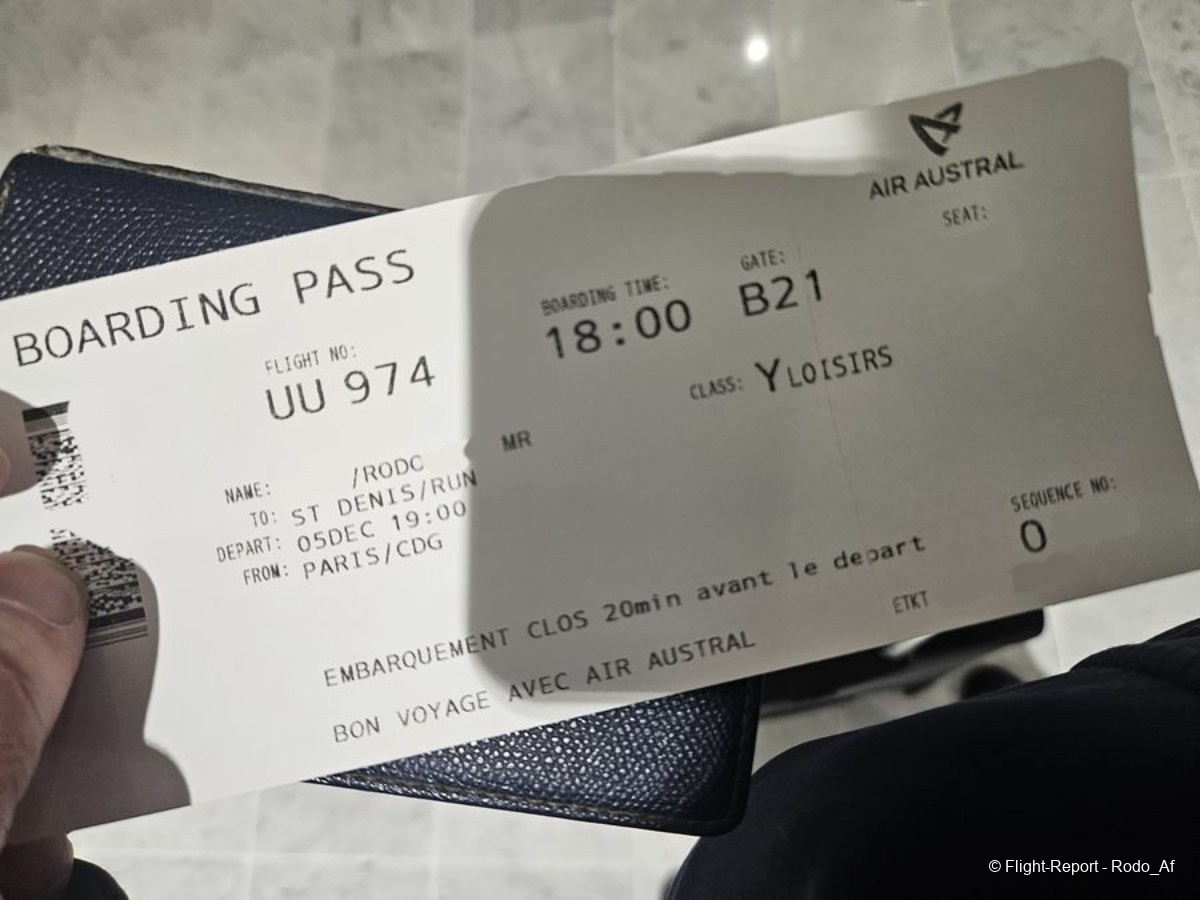 AIR AUSTRAL
BOARDING PASS
SEAT:
BOARDING TIME: GATE:
18:00 B21
FLIGHT NO:
UU 974
CLASS: Y LOISIRS
NAME: /RODO MR
TO: ST DENIS/RUN
DEPART: 05DEC 19:00
FROM: PARIS/CDG
SEQUENCE NO:
0
EMBARQUEMENT CLOS 20min avant le depart
ETKT
BON VOYAGE AVEC AIR AUSTRAL
© Flight-Report - Rodo_Af